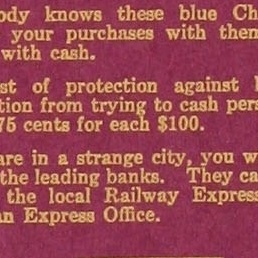 ody knows these blue Ch
your purchases with them
with cash.
st of protection against
tion from trying to cash pers
75 cents for each $100.
are in a strange city, you w
the leading banks. They ca
the local Railway Express
an Express Office.